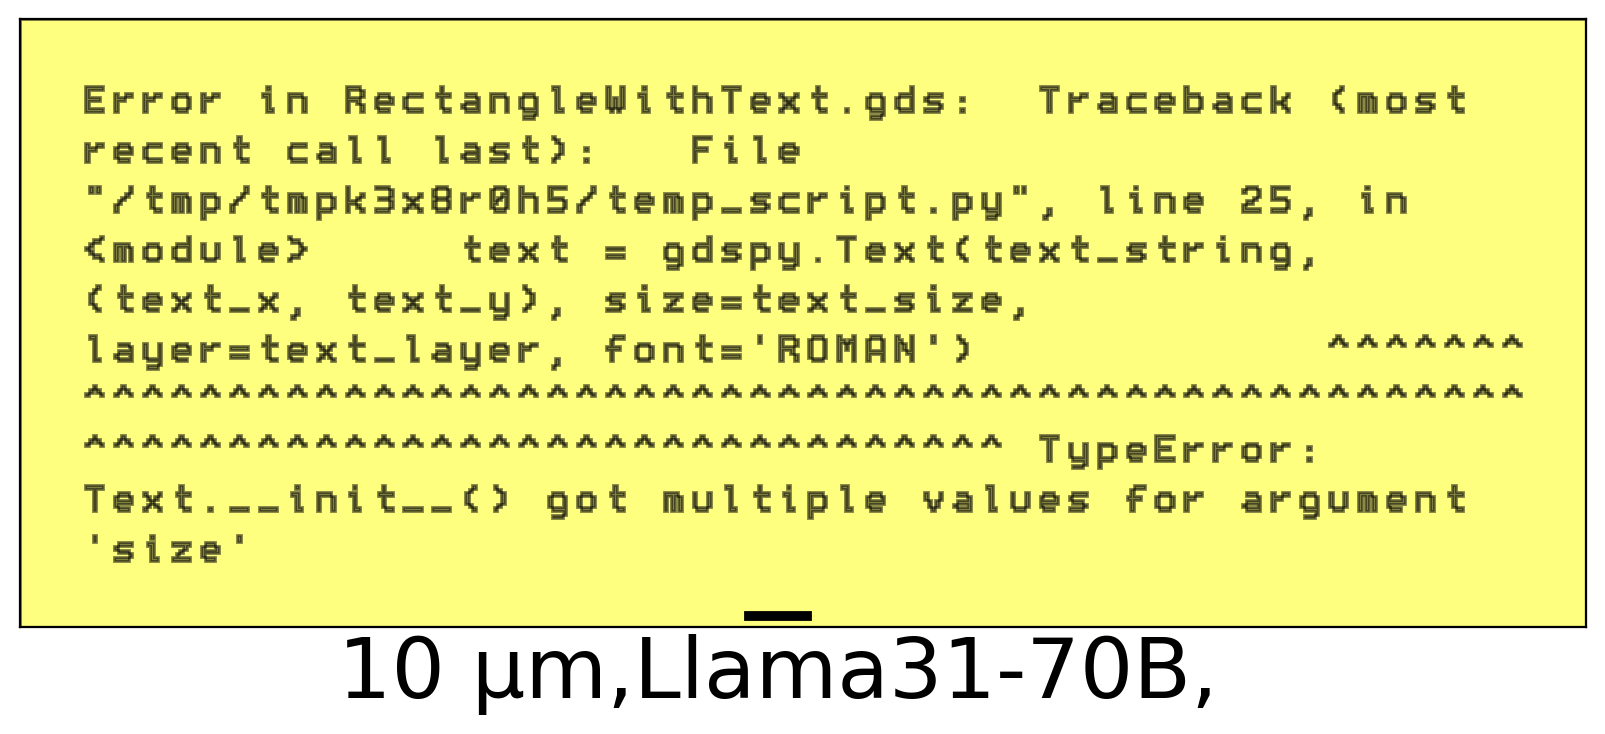 Error in RectangleWithText.gds:  Traceback (most
recent call last):   File
"/tmp/tmpk3x8r0h5/temp_script.py", line 25, in
<module>     text = gdspy.Text(text_string,
(text_x, text_y), size=text_size,
layer=text_layer, font='ROMAN')            ^^^^^^^
^^^^^^^^^^^^^^^^^^^^^^^^^^^^^^^^^^^^^^^^^^^^^^^^^^
^^^^^^^^^^^^^^^^^^^^^^^^^^^^^^^^ TypeError:
Text.__init__() got multiple values for argument
'size'
10 µm,Llama31-70B,